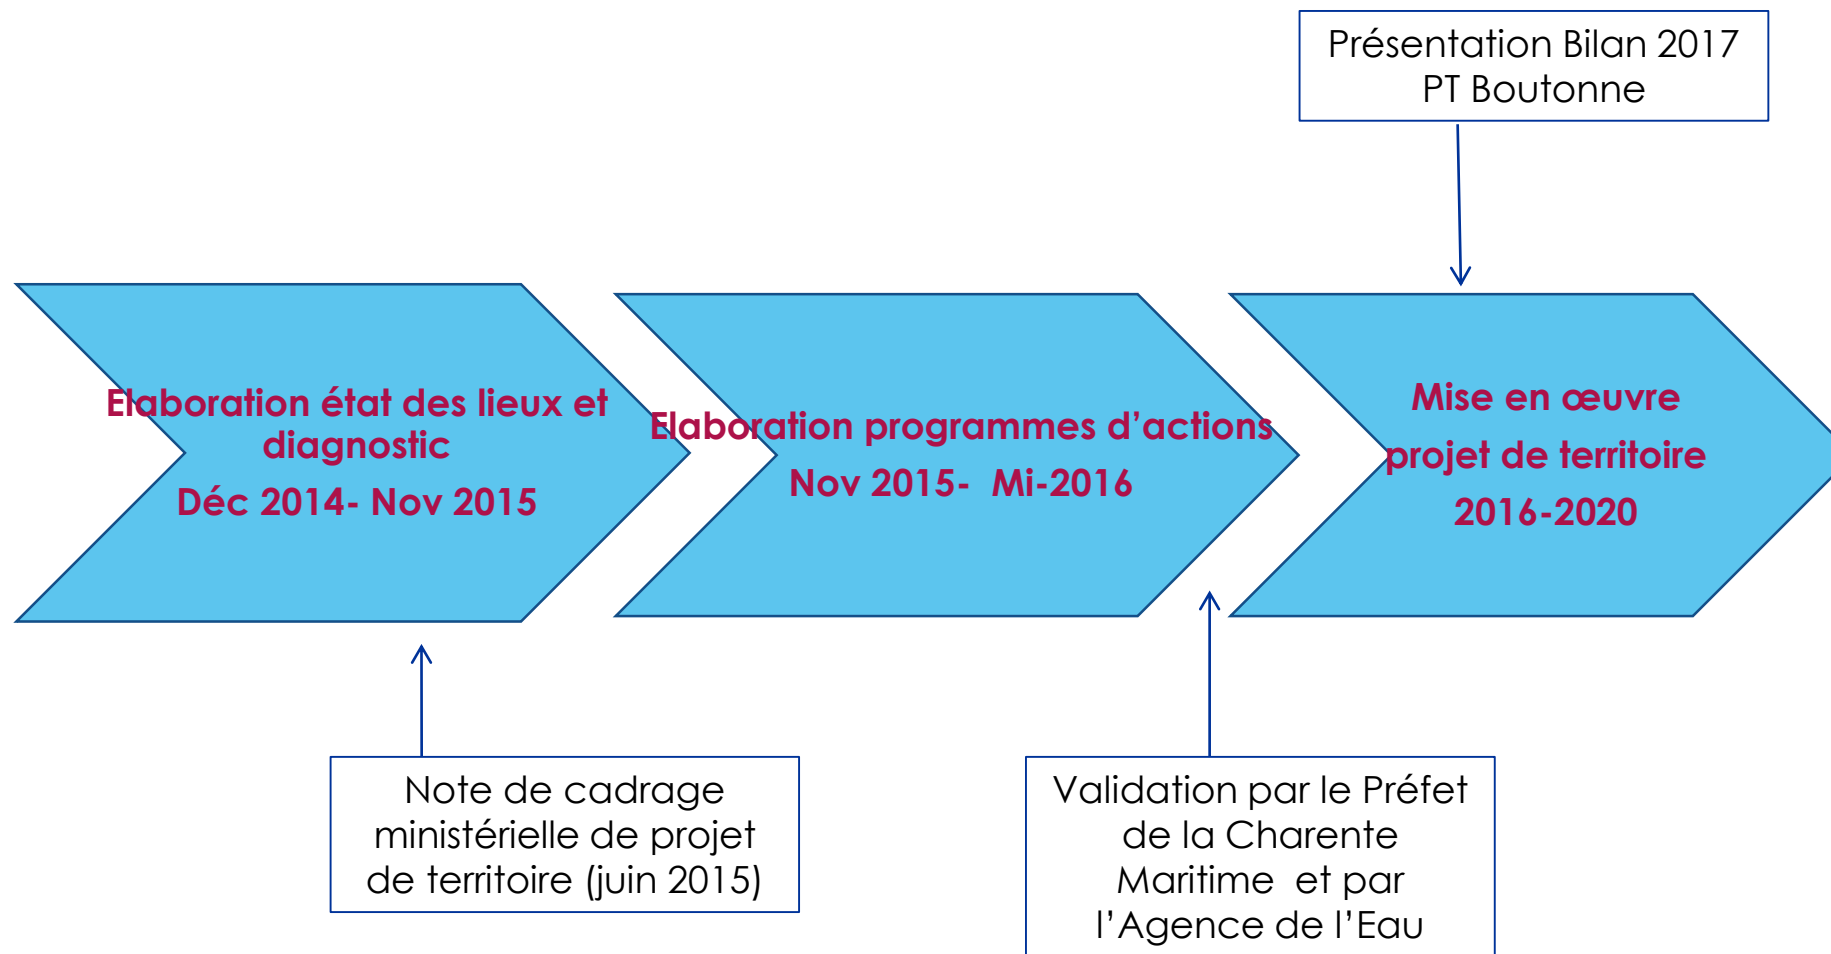 Présentation Bilan 2017
PT Boutonne
Elaboration état des lieux et
diagnostic
Déc 2014- Nov 2015
Elaboration programmes d’actions
Nov 2015-  Mi-2016
Mise en œuvre
projet de territoire
2016-2020
Note de cadrage
ministérielle de projet
de territoire (juin 2015)
Validation par le Préfet
de la Charente
Maritime  et par
l’Agence de l’Eau